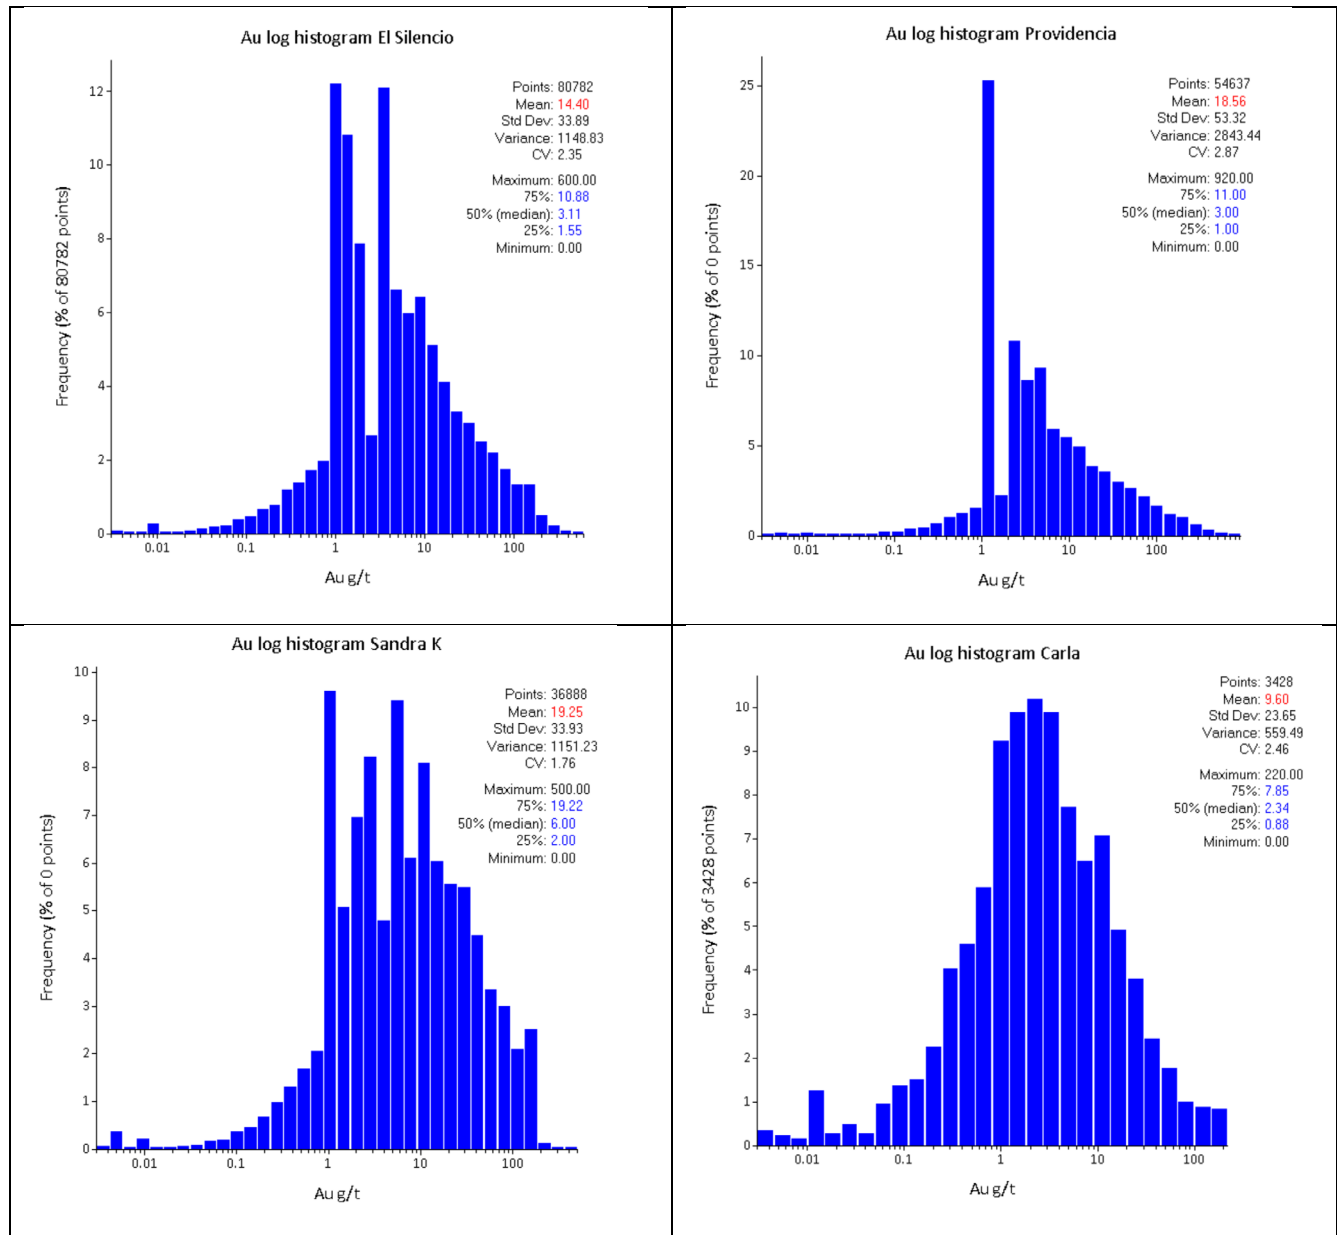 Au log histogram El Silencio
Points: 80782
Mean: 14.40
Std Dev: 33.89
Variance: 1148.83
CV: 2.35
Maximum: 600.00
75%: 10.88
50% (median): 3.11
25%: 1.55
Minimum: 0.00
Frequency (% of 80782 points)
12
10
8
6
4
2
0
0.01 0.1 1 10 100
Au g/t
Au log histogram Providencia
Points: 54637
Mean: 18.56
Std Dev: 53.32
Variance: 2843.44
CV: 2.87
Maximum: 920.00
75%: 11.00
50% (median): 3.00
25%: 1.00
Minimum: 0.00
Frequency (% of 0 points)
25
20
15
10
5
0
0.01 0.1 1 10 100
Au g/t
Au log histogram Sandra K
Points: 36888
Mean: 19.25
Std Dev: 33.93
Variance: 1151.23
CV: 1.76
Maximum: 500.00
75%: 19.22
50% (median): 6.00
25%: 2.00
Minimum: 0.00
Frequency (% of 0 points)
10
9
8
7
6
5
4
3
2
1
0
0.01 0.1 1 10 100
Au g/t
Au log histogram Carla
Points: 3428
Mean: 9.60
Std Dev: 23.65
Variance: 559.49
CV: 2.46
Maximum: 220.00
75%: 7.85
50% (median): 2.34
25%: 0.88
Minimum: 0.00
Frequency (% of 3428 points)
10
9
8
7
6
5
4
3
2
1
0
0.01 0.1 1 10 100
Au g/t